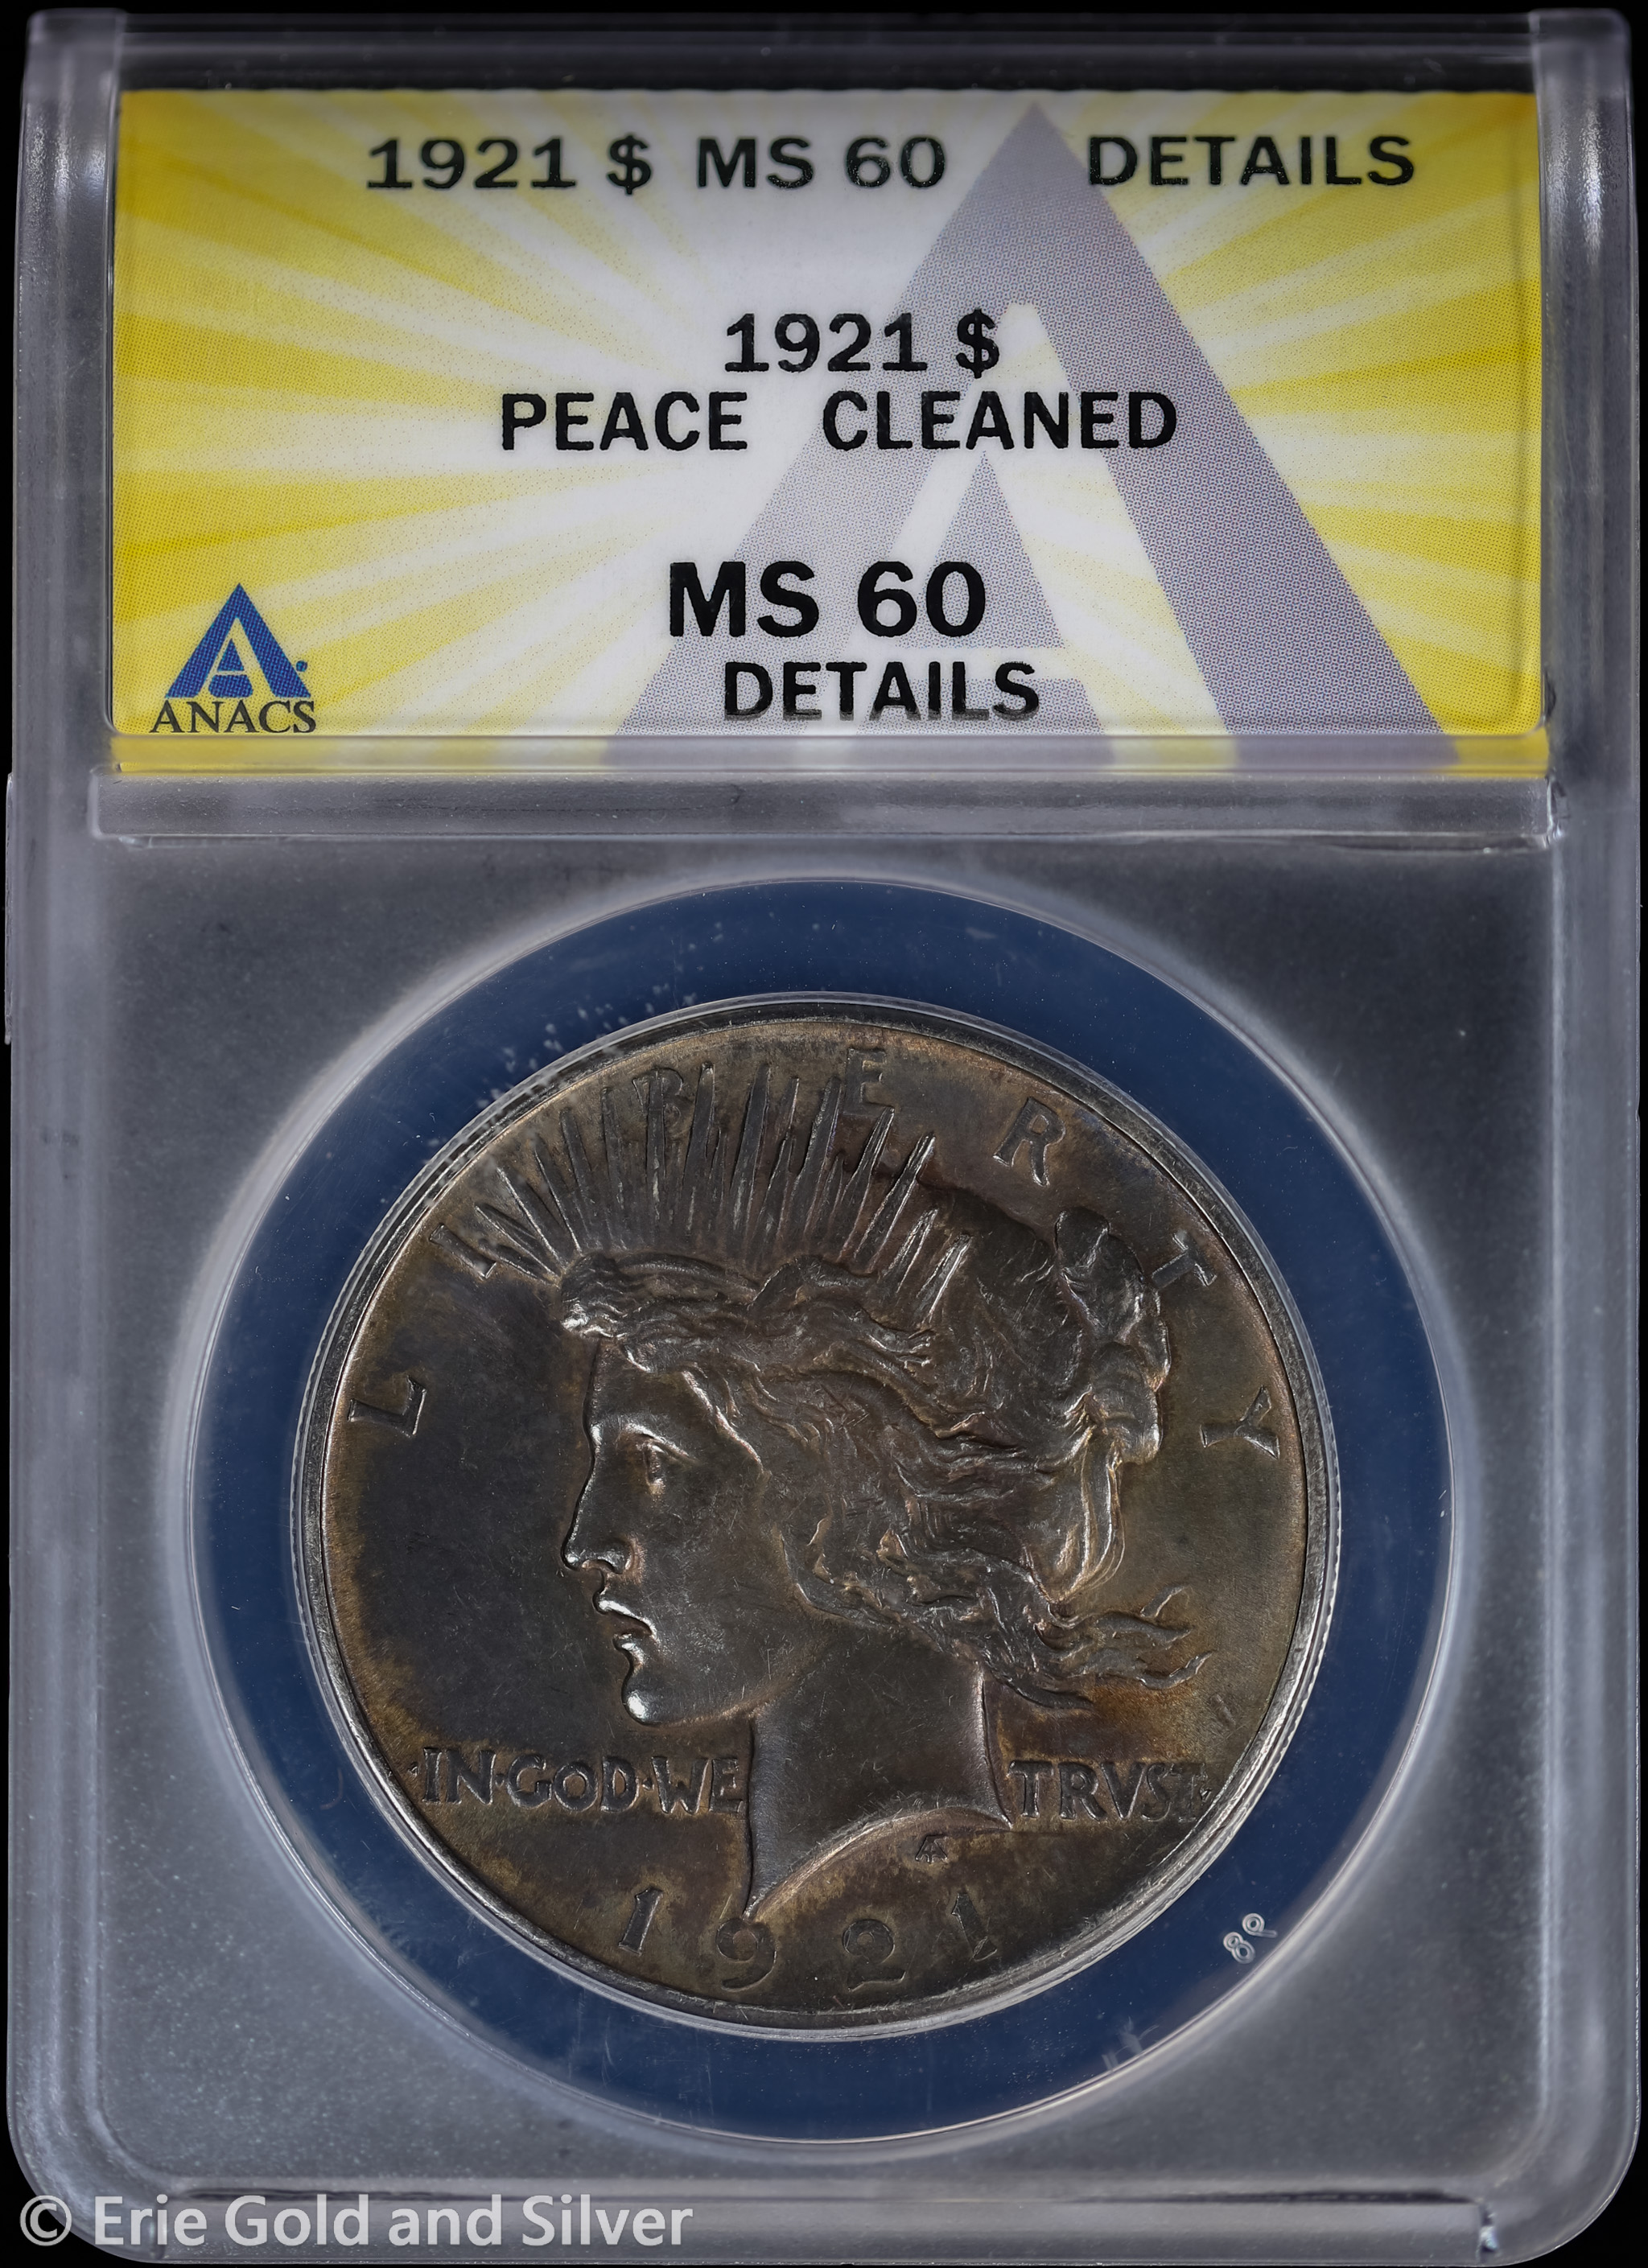 1921 $ MS 60 DETAILS
1921 $
PEACE CLEANED
MS 60
DETAILS
ANACS
LIBERTY
IN·GOD·WE TRVST·
1921
© Erie Gold and Silver